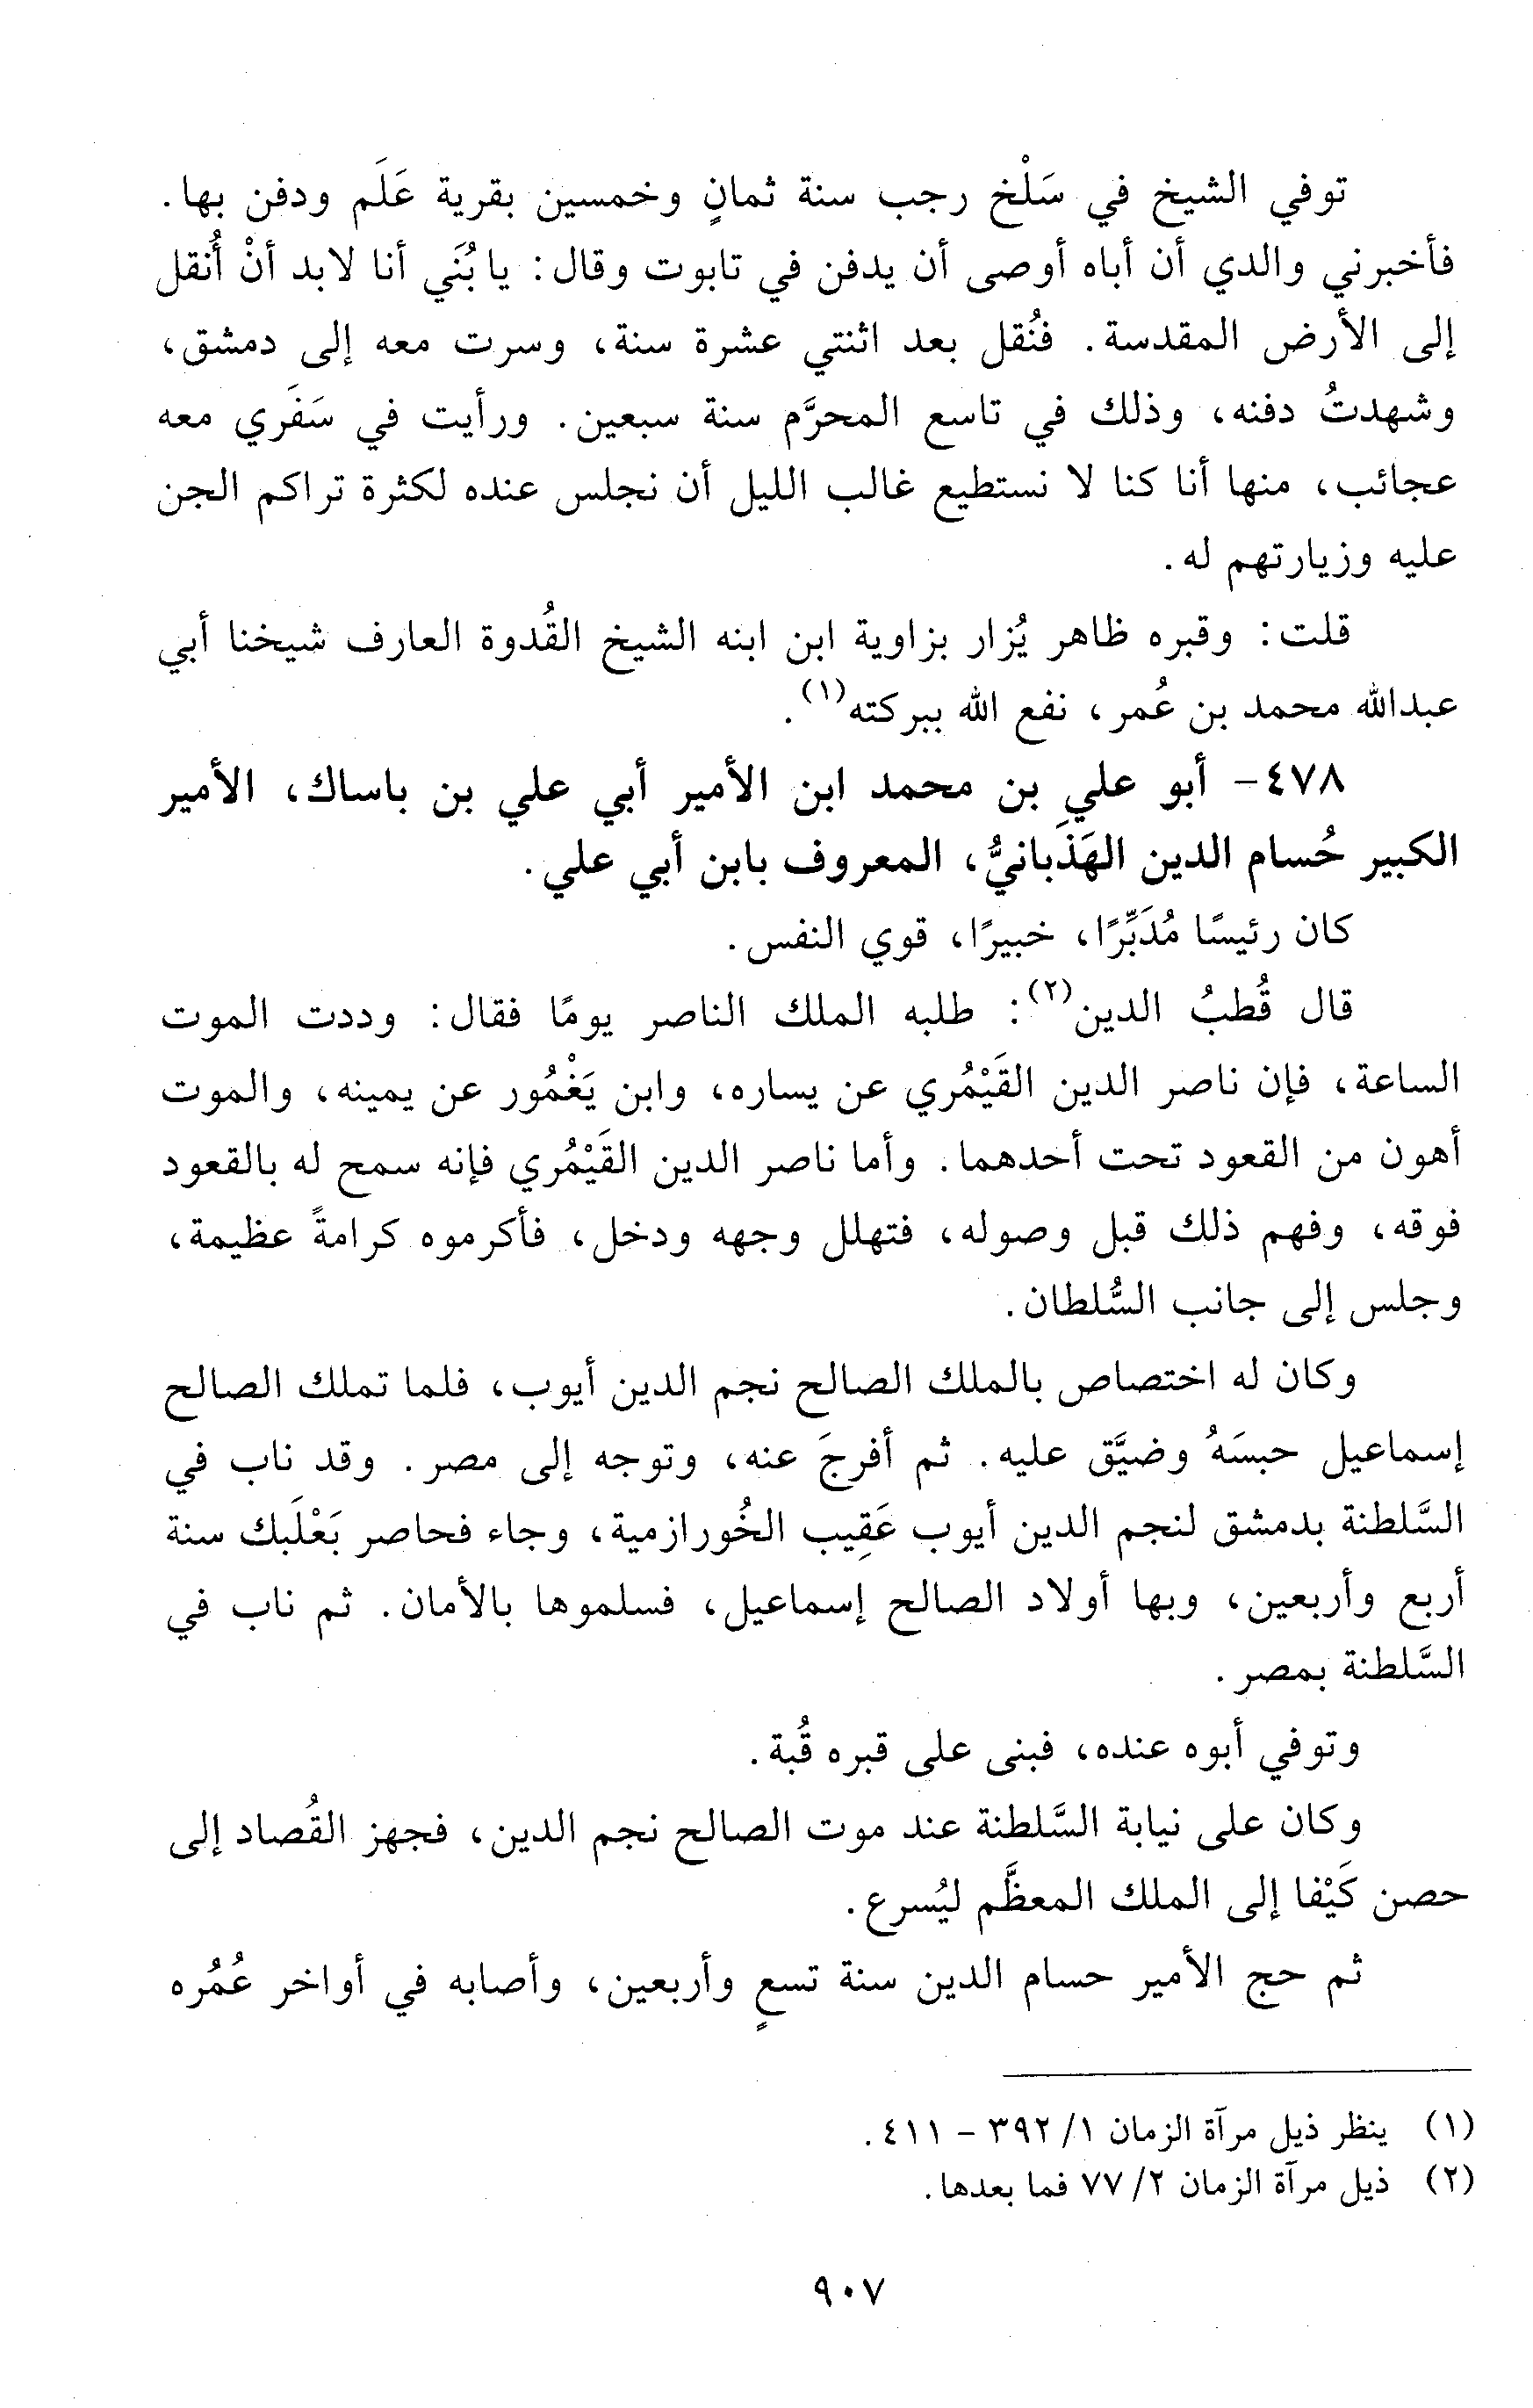 توفي الشيخ في سَلْخ رجب سنة ثمانٍ وخمسين بقرية عَلَم ودفن بها.
فأخبرني والدي أن أباه أوصى أن يدفن في تابوت وقال: يا بُنَي أنا لابد أنْ أُنقل
إلى الأرض المقدسة. فنُقل بعد اثنتي عشرة سنة، وسرت معه إلى دمشق،
وشهدتُ دفنه، وذلك في تاسع المحرَّم سنة سبعين. ورأيت في سَفَري معه
عجائب، منها أنا كنا لا نستطيع غالب الليل أن نجلس عنده لكثرة تراكم الجن
عليه وزيارتهم له.
قلت: وقبره ظاهر يُزار بزاوية ابن ابنه الشيخ القُدوة العارف شيخنا أبي
عبدالله محمد بن عُمر، نفع الله ببركته(١).
٤٧٨- أبو علي بن محمد ابن الأمير أبي علي بن باساك، الأمير
الكبير حُسام الدين الهَذَبانيُّ، المعروف بابن أبي علي.
كان رئيسًا مُدَبِّرًا، خبيرًا، قوي النفس.
قال قُطبُ الدين(٢): طلبه الملك الناصر يومًا فقال: وددت الموت
الساعة، فإن ناصر الدين القَيْمُري عن يساره، وابن يَغْمُور عن يمينه، والموت
أهون من القعود تحت أحدهما. وأما ناصر الدين القَيْمُري فإنه سمح له بالقعود
فوقه، وفهم ذلك قبل وصوله، فتهلل وجهه ودخل، فأكرموه كرامةً عظيمة،
وجلس إلى جانب السُّلطان.
وكان له اختصاص بالملك الصالح نجم الدين أيوب، فلما تملك الصالح
إسماعيل حبسَهُ وضيَّق عليه. ثم أفرجَ عنه، وتوجه إلى مصر. وقد ناب في
السَّلطنة بدمشق لنجم الدين أيوب عَقِيب الخُورازمية، وجاء فحاصر بَعْلَبك سنة
أربع وأربعين، وبها أولاد الصالح إسماعيل، فسلموها بالأمان. ثم ناب في
السَّلطنة بمصر.
وتوفي أبوه عنده، فبنى على قبره قُبة.
وكان على نيابة السَّلطنة عند موت الصالح نجم الدين، فجهز القُصاد إلى
حصن كَيْفا إلى الملك المعظَّم ليُسرع.
ثم حج الأمير حسام الدين سنة تسعٍ وأربعين، وأصابه في أواخر عُمُره
(١) ينظر ذيل مرآة الزمان ١/ ٣٩٢ - ٤١١.
(٢) ذيل مرآة الزمان ٢/ ٧٧ فما بعدها.
٩٠٧